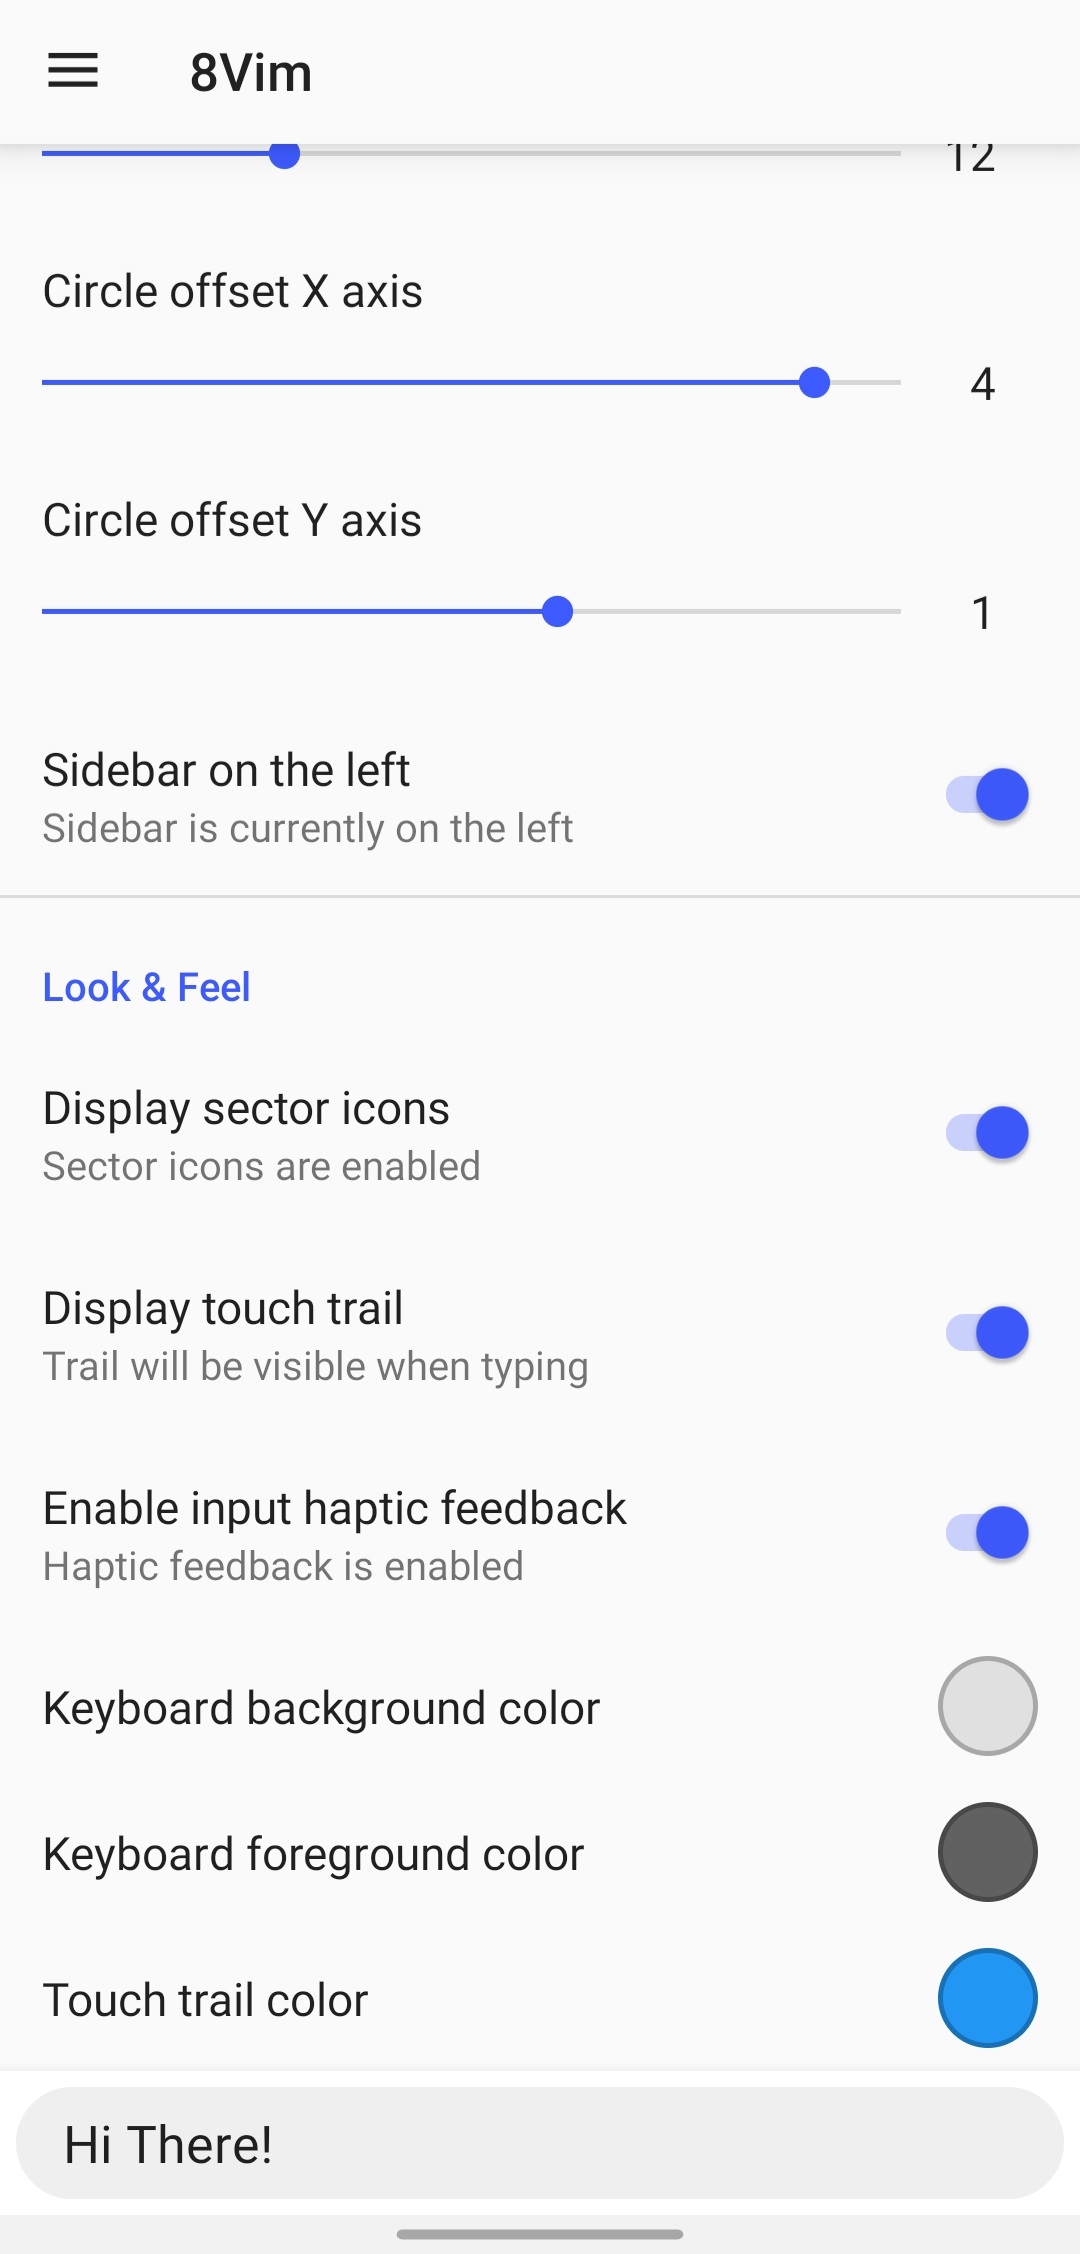 8Vim
12
Circle offset X axis
4
Circle offset Y axis
1
Sidebar on the left
Sidebar is currently on the left
Look & Feel
Display sector icons
Sector icons are enabled
Display touch trail
Trail will be visible when typing
Enable input haptic feedback
Haptic feedback is enabled
Keyboard background color
Keyboard foreground color
Touch trail color
Hi There!